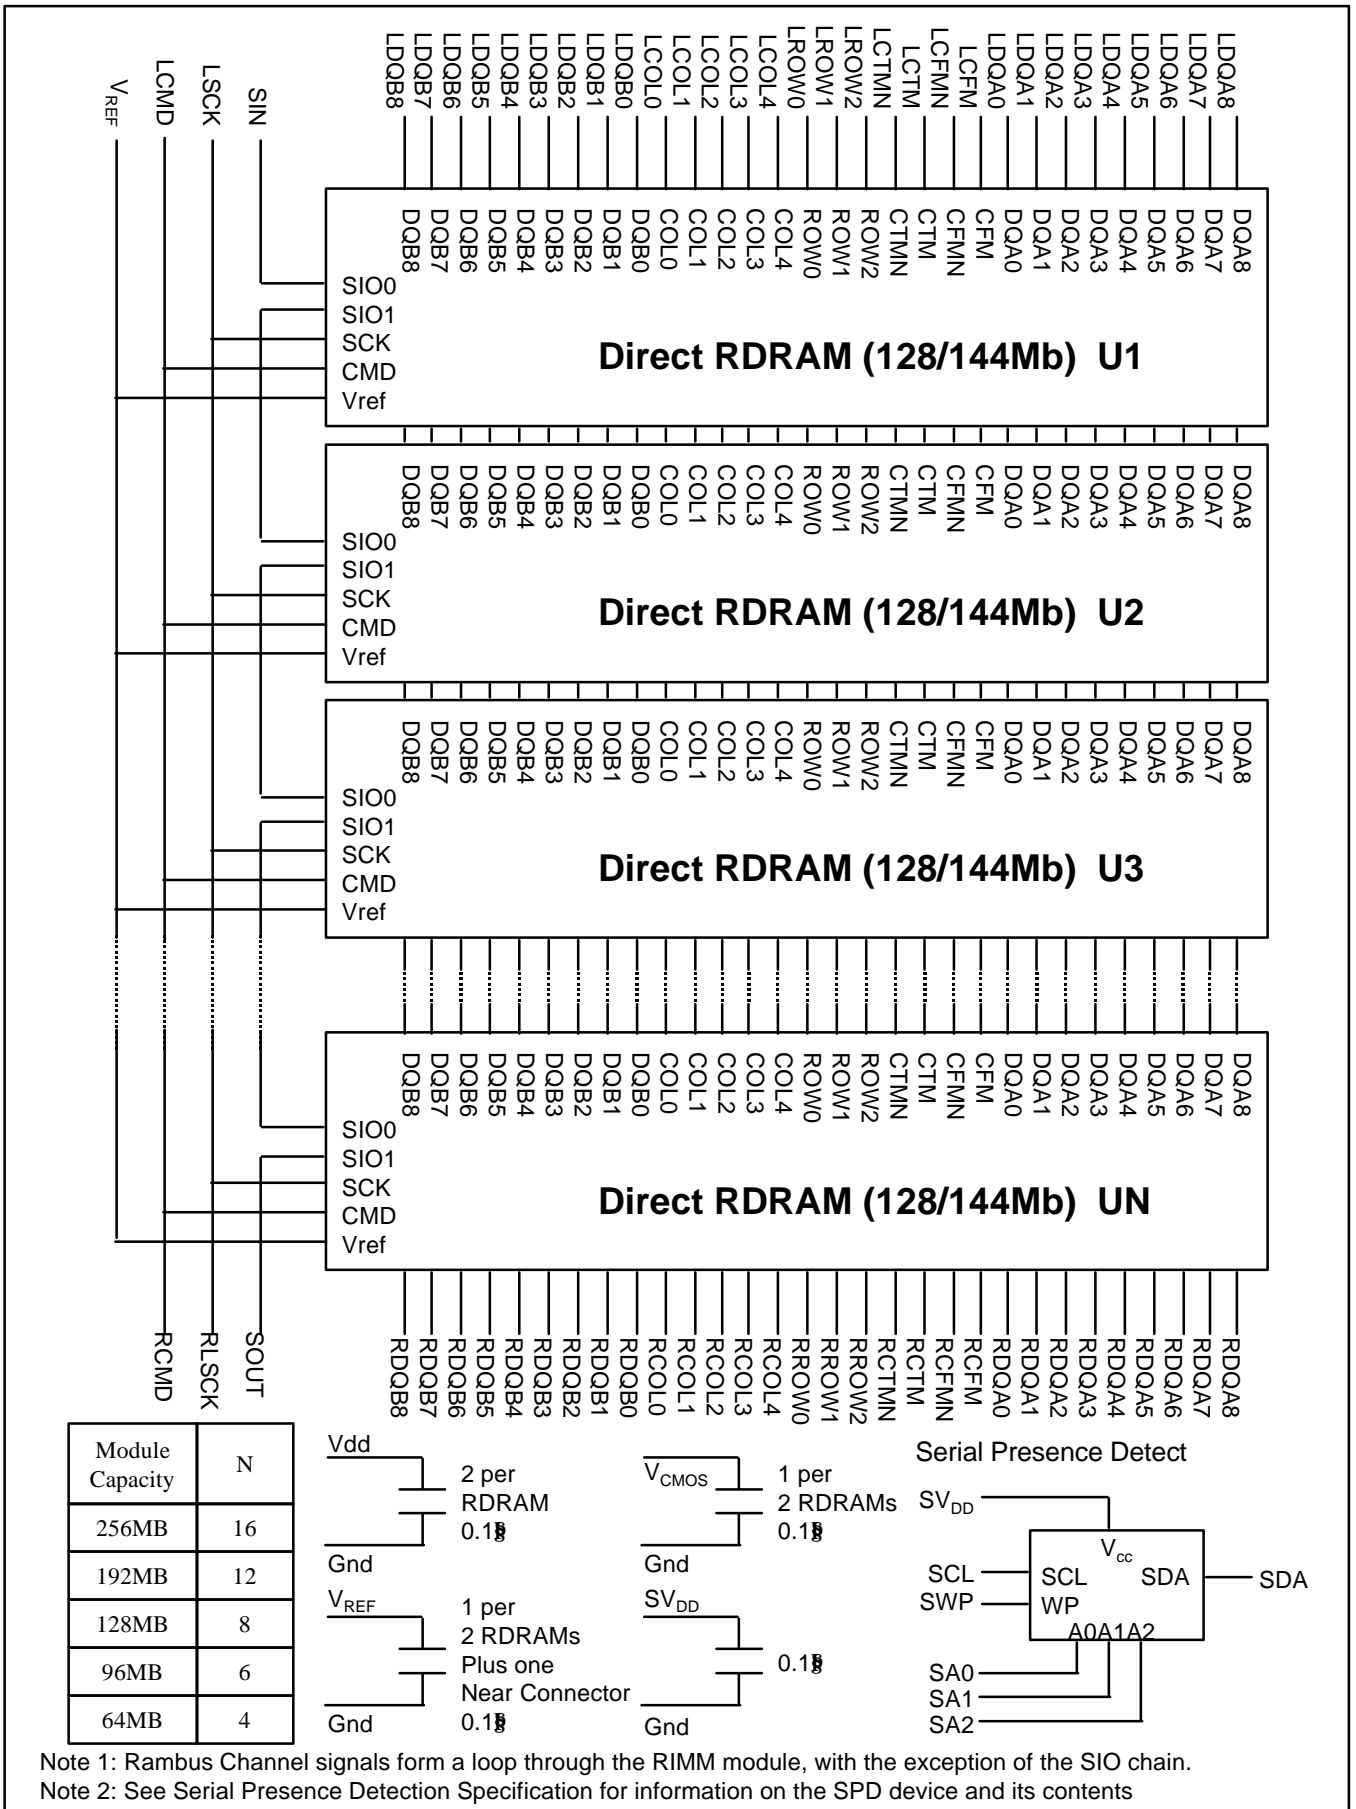 VREF LCMD LSCK SIN LDQB8 LDQB7 LDQB6 LDQB5 LDQB4 LDQB3 LDQB2 LDQB1 LDQB0 LCOL0 LCOL1 LCOL2 LCOL3 LCOL4 LROW0 LROW1 LROW2 LCTMN LCTM LCFMN LCFM LDQA0 LDQA1 LDQA2 LDQA3 LDQA4 LDQA5 LDQA6 LDQA7 LDQA8
DQB8 DQB7 DQB6 DQB5 DQB4 DQB3 DQB2 DQB1 DQB0 COL0 COL1 COL2 COL3 COL4 ROW0 ROW1 ROW2 CTMN CTM CFMN CFM DQA0 DQA1 DQA2 DQA3 DQA4 DQA5 DQA6 DQA7 DQA8
SIO0
SIO1
SCK
CMD
Vref
Direct RDRAM (128/144Mb) U1
DQB8 DQB7 DQB6 DQB5 DQB4 DQB3 DQB2 DQB1 DQB0 COL0 COL1 COL2 COL3 COL4 ROW0 ROW1 ROW2 CTMN CTM CFMN CFM DQA0 DQA1 DQA2 DQA3 DQA4 DQA5 DQA6 DQA7 DQA8
SIO0
SIO1
SCK
CMD
Vref
Direct RDRAM (128/144Mb) U2
DQB8 DQB7 DQB6 DQB5 DQB4 DQB3 DQB2 DQB1 DQB0 COL0 COL1 COL2 COL3 COL4 ROW0 ROW1 ROW2 CTMN CTM CFMN CFM DQA0 DQA1 DQA2 DQA3 DQA4 DQA5 DQA6 DQA7 DQA8
SIO0
SIO1
SCK
CMD
Vref
Direct RDRAM (128/144Mb) U3
DQB8 DQB7 DQB6 DQB5 DQB4 DQB3 DQB2 DQB1 DQB0 COL0 COL1 COL2 COL3 COL4 ROW0 ROW1 ROW2 CTMN CTM CFMN CFM DQA0 DQA1 DQA2 DQA3 DQA4 DQA5 DQA6 DQA7 DQA8
SIO0
SIO1
SCK
CMD
Vref
Direct RDRAM (128/144Mb) UN
RCMD RLSCK SOUT RDQB8 RDQB7 RDQB6 RDQB5 RDQB4 RDQB3 RDQB2 RDQB1 RDQB0 RCOL0 RCOL1 RCOL2 RCOL3 RCOL4 RROW0 RROW1 RROW2 RCTMN RCTM RCFMN RCFM RDQA0 RDQA1 RDQA2 RDQA3 RDQA4 RDQA5 RDQA6 RDQA7 RDQA8
Module Capacity N
256MB 16
192MB 12
128MB 8
96MB 6
64MB 4
Vdd
2 per
RDRAM
0.1
Gnd
VCMOS
1 per
2 RDRAMs
0.1
Gnd
VREF
1 per
2 RDRAMs
Plus one
Near Connector
0.1
Gnd
SVDD
0.1
Gnd
Serial Presence Detect
SVDD
Vcc
SCL SCL SDA SDA
SWP WP
A0A1A2
SA0
SA1
SA2
Note 1: Rambus Channel signals form a loop through the RIMM module, with the exception of the SIO chain.
Note 2: See Serial Presence Detection Specification for information on the SPD device and its contents